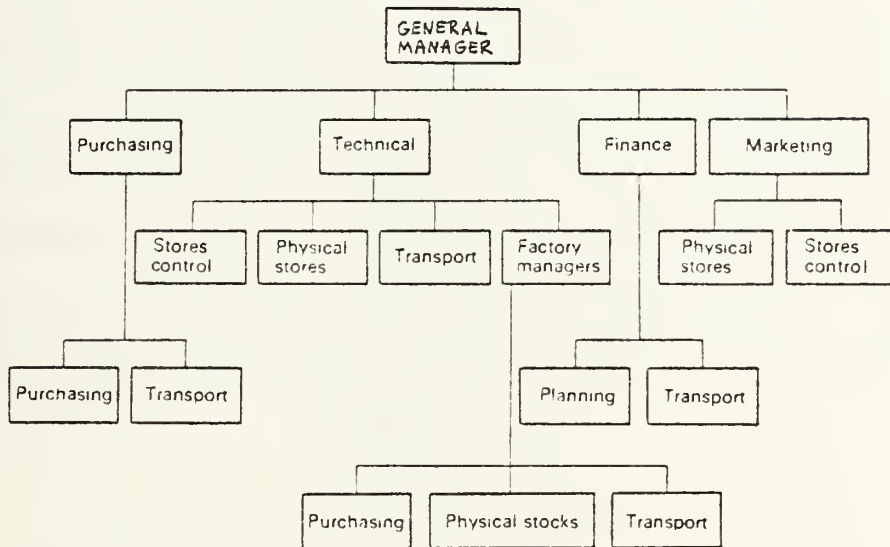 GENERAL
MANAGER
Purchasing
Technical
Finance
Marketing
Stores
control
Physical
stores
Transport
Factory
managers
Physical
stores
Stores
control
Purchasing
Transport
Planning
Transport
Purchasing
Physical stocks
Transport